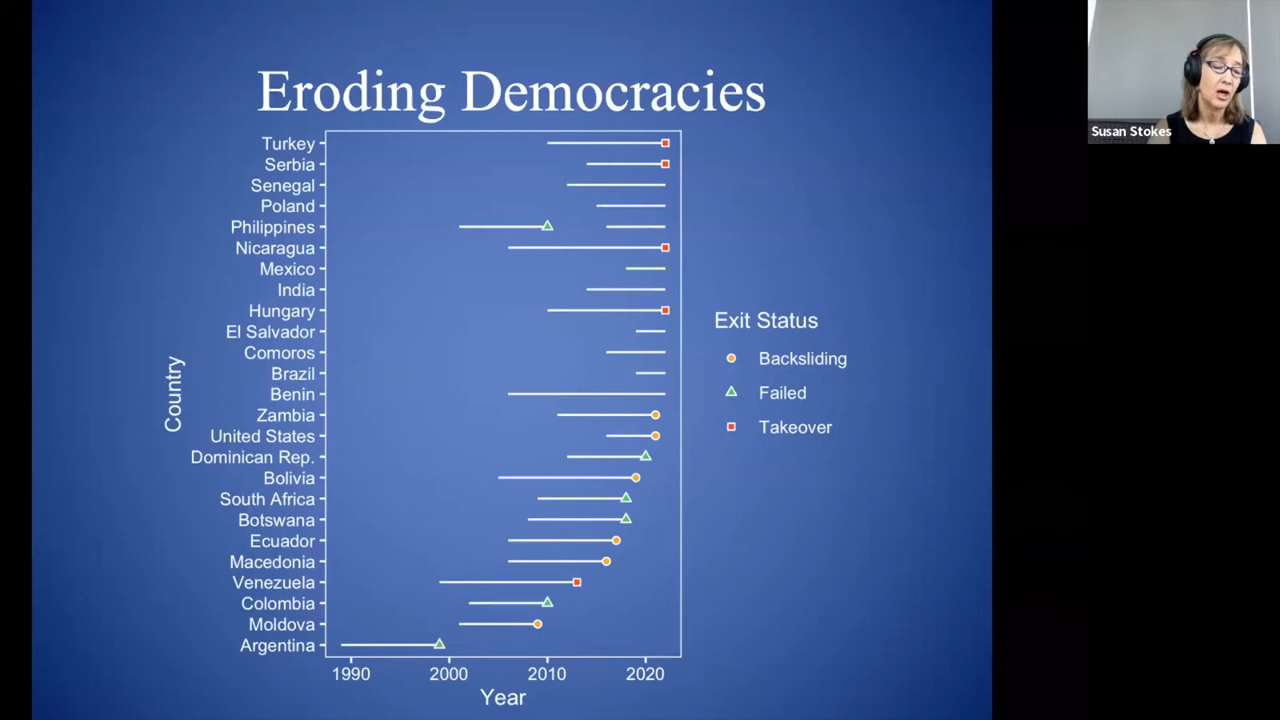 Eroding Democracies
Susan Stokes
Country
Turkey
Serbia
Senegal
Poland
Philippines
Nicaragua
Mexico
India
Hungary
El Salvador
Comoros
Brazil
Benin
Zambia
United States
Dominican Rep.
Bolivia
South Africa
Botswana
Ecuador
Macedonia
Venezuela
Colombia
Moldova
Argentina
1990 2000 2010 2020
Year
Exit Status
Backsliding
Failed
Takeover